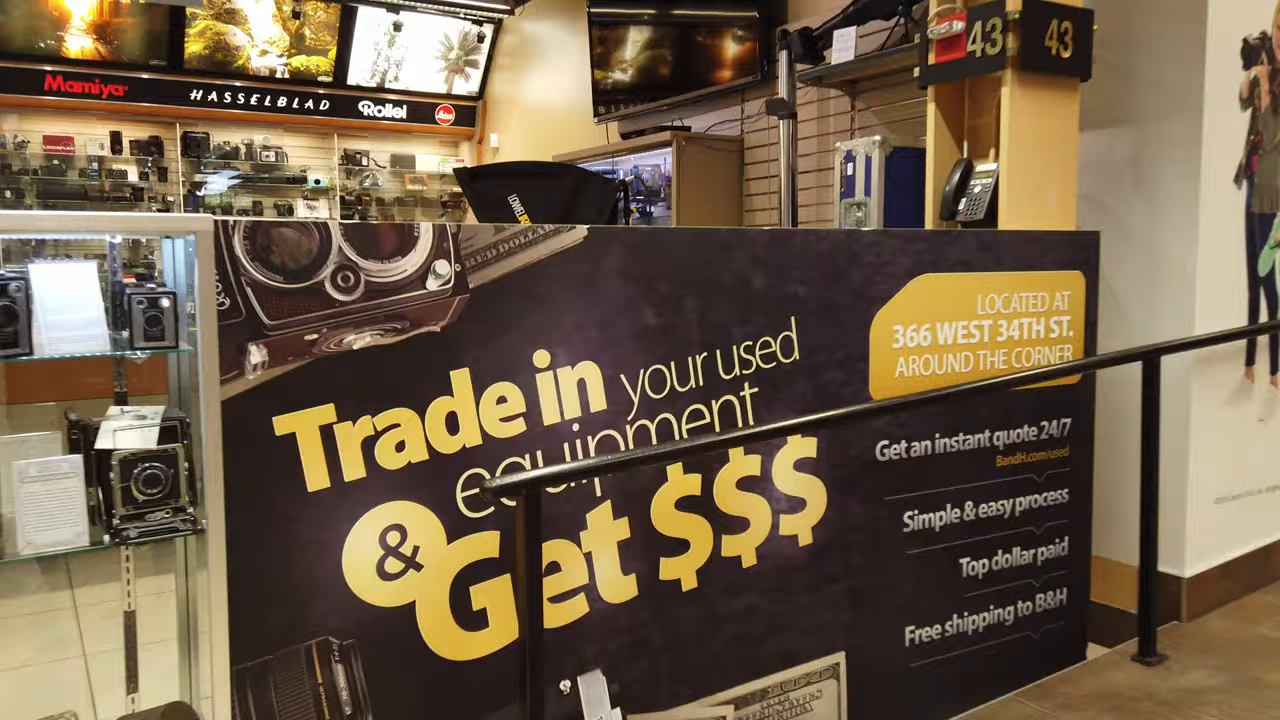 Mamiya
HASSELBLAD
Rollei
Leica
43
43
LOWEL
LOCATED AT
366 WEST 34TH ST.
AROUND THE CORNER
Trade in your used
equipment
& Get $$$
Get an instant quote 24/7
BandH.com/used
Simple & easy process
Top dollar paid
Free shipping to B&H